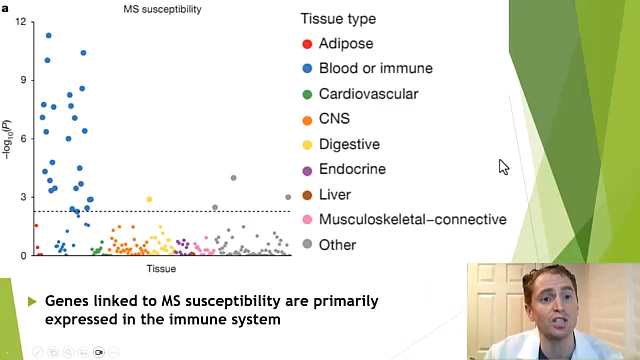 a
MS susceptibility
Tissue type
12
9
6
3
0
–log10(P)
Tissue
Adipose
Blood or immune
Cardiovascular
CNS
Digestive
Endocrine
Liver
Musculoskeletal–connective
Other
Genes linked to MS susceptibility are primarily
expressed in the immune system